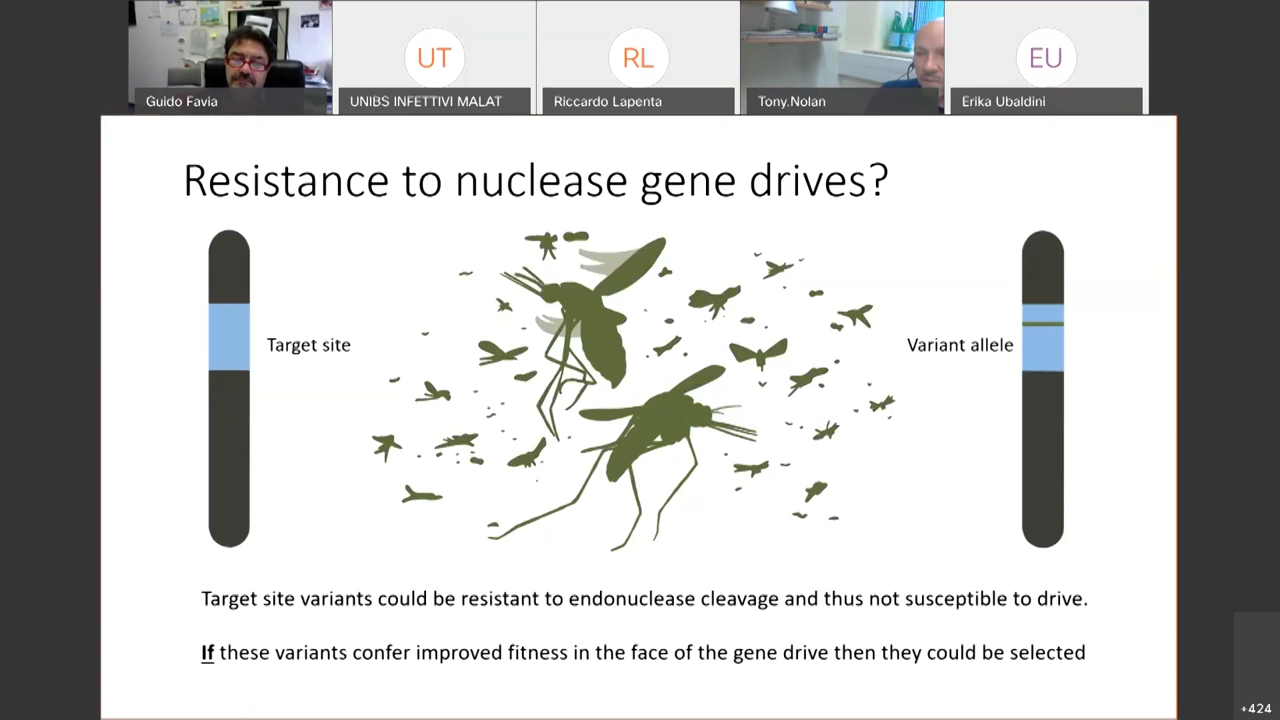 UT
RL
EU
Guido Favia
UNIBS INFETTIVI MALAT
Riccardo Lapenta
Tony.Nolan
Erika Ubaldini
Resistance to nuclease gene drives?
Target site
Variant allele
Target site variants could be resistant to endonuclease cleavage and thus not susceptible to drive.
If these variants confer improved fitness in the face of the gene drive then they could be selected
+424